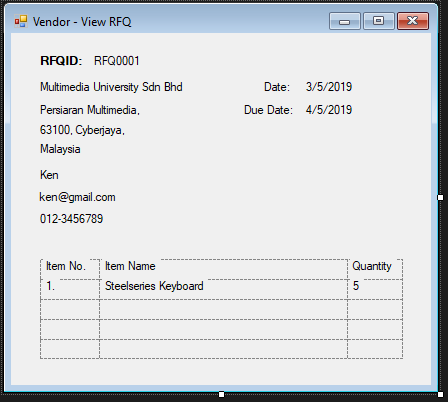 Vendor - View RFQ
RFQID: RFQ0001
Multimedia University Sdn Bhd Date: 3/5/2019
Persiaran Multimedia, Due Date: 4/5/2019
63100, Cyberjaya,
Malaysia
Ken
ken@gmail.com
012-3456789
Item No. Item Name Quantity
1. Steelseries Keyboard 5